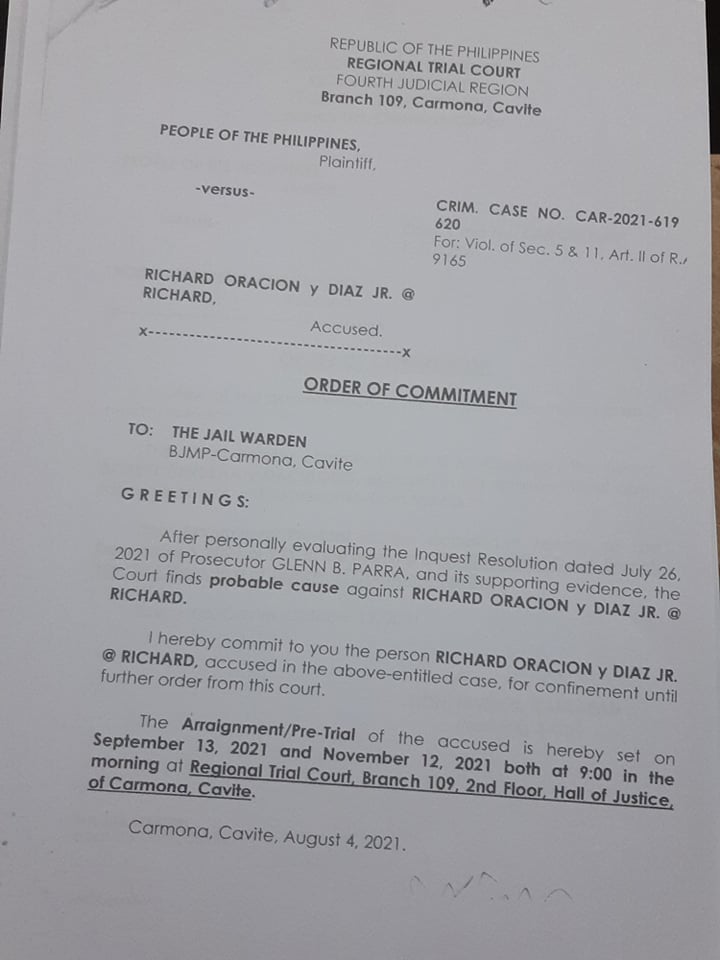 REPUBLIC OF THE PHILIPPINES
REGIONAL TRIAL COURT
FOURTH JUDICIAL REGION
Branch 109, Carmona, Cavite
PEOPLE OF THE PHILIPPINES,
Plaintiff,
-versus-
CRIM. CASE NO. CAR-2021-619
620
For: Viol. of Sec. 5 & 11, Art. II of R.A
9165
RICHARD ORACION y DIAZ JR. @
RICHARD,
Accused.
x-----------------------------------x
ORDER OF COMMITMENT
TO: THE JAIL WARDEN
BJMP-Carmona, Cavite
G R E E T I N G S:
After personally evaluating the Inquest Resolution dated July 26,
2021 of Prosecutor GLENN B. PARRA, and its supporting evidence, the
Court finds probable cause against RICHARD ORACION y DIAZ JR. @
RICHARD.
I hereby commit to you the person RICHARD ORACION y DIAZ JR.
@ RICHARD, accused in the above-entitled case, for confinement until
further order from this court.
The Arraignment/Pre-Trial of the accused is hereby set on
September 13, 2021 and November 12, 2021 both at 9:00 in the
morning at Regional Trial Court, Branch 109, 2nd Floor, Hall of Justice,
of Carmona, Cavite.
Carmona, Cavite, August 4, 2021.